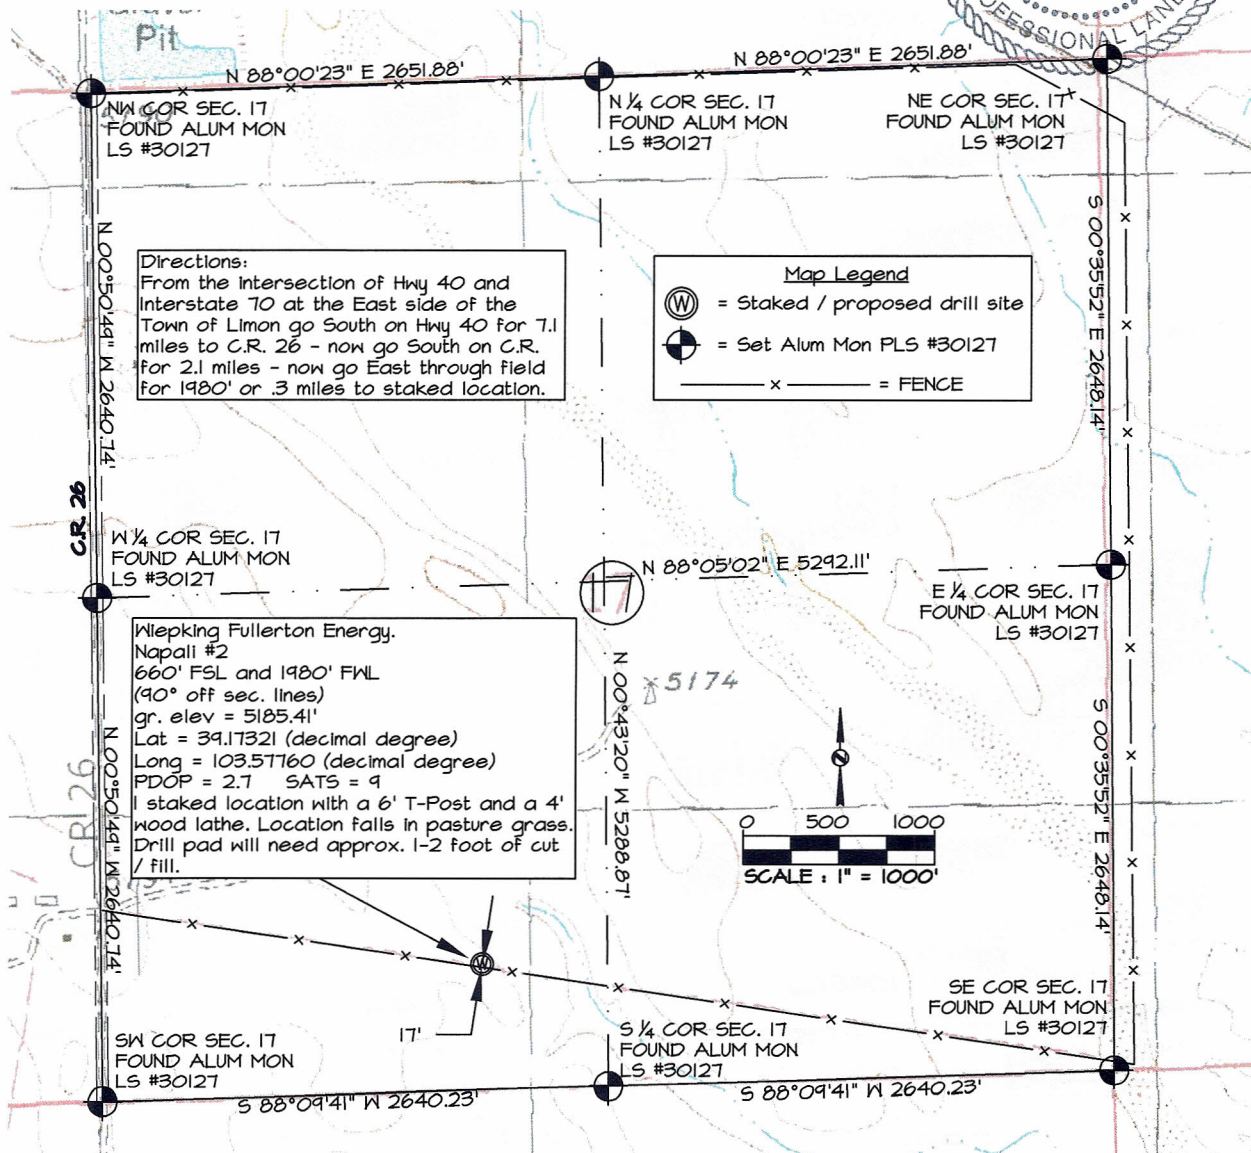 Pit
OFESSIONAL LAND
N 88°00'23" E 2651.88'
N 88°00'23" E 2651.88'
5190
NW COR SEC. 17
FOUND ALUM MON
LS #30127
N 1/4 COR SEC. 17
FOUND ALUM MON
LS #30127
NE COR SEC. 17
FOUND ALUM MON
LS #30127
N 00°50'49" W 2640.74'
S 00°35'52" E 2648.14'
Directions:
From the intersection of Hwy 40 and
Interstate 70 at the East side of the
Town of Limon go South on Hwy 40 for 7.1
miles to C.R. 26 - now go South on C.R.
for 2.1 miles - now go East through field
for 1980' or .3 miles to staked location.
Map Legend
W = Staked / proposed drill site
= Set Alum Mon PLS #30127
x = FENCE
C.R. 26
W 1/4 COR SEC. 17
FOUND ALUM MON
LS #30127
17
N 88°05'02" E 5292.11'
E 1/4 COR SEC. 17
FOUND ALUM MON
LS #30127
Wiepking Fullerton Energy.
Napali #2
660' FSL and 1980' FWL
(90° off sec. lines)
gr. elev = 5185.41'
Lat = 39.17321 (decimal degree)
Long = 103.57760 (decimal degree)
PDOP = 2.7 SATS = 9
I staked location with a 6' T-Post and a 4'
wood lathe. Location falls in pasture grass.
Drill pad will need approx. 1-2 foot of cut
/ fill.
5174
N 00°43'20" W 5288.87'
N
0 500 1000
SCALE : 1" = 1000'
CR 26
N 00°50'49" W 2640.74'
S 00°35'52" E 2648.14'
W
17'
SW COR SEC. 17
FOUND ALUM MON
LS #30127
S 1/4 COR SEC. 17
FOUND ALUM MON
LS #30127
SE COR SEC. 17
FOUND ALUM MON
LS #30127
S 88°09'41" W 2640.23'
S 88°09'41" W 2640.23'